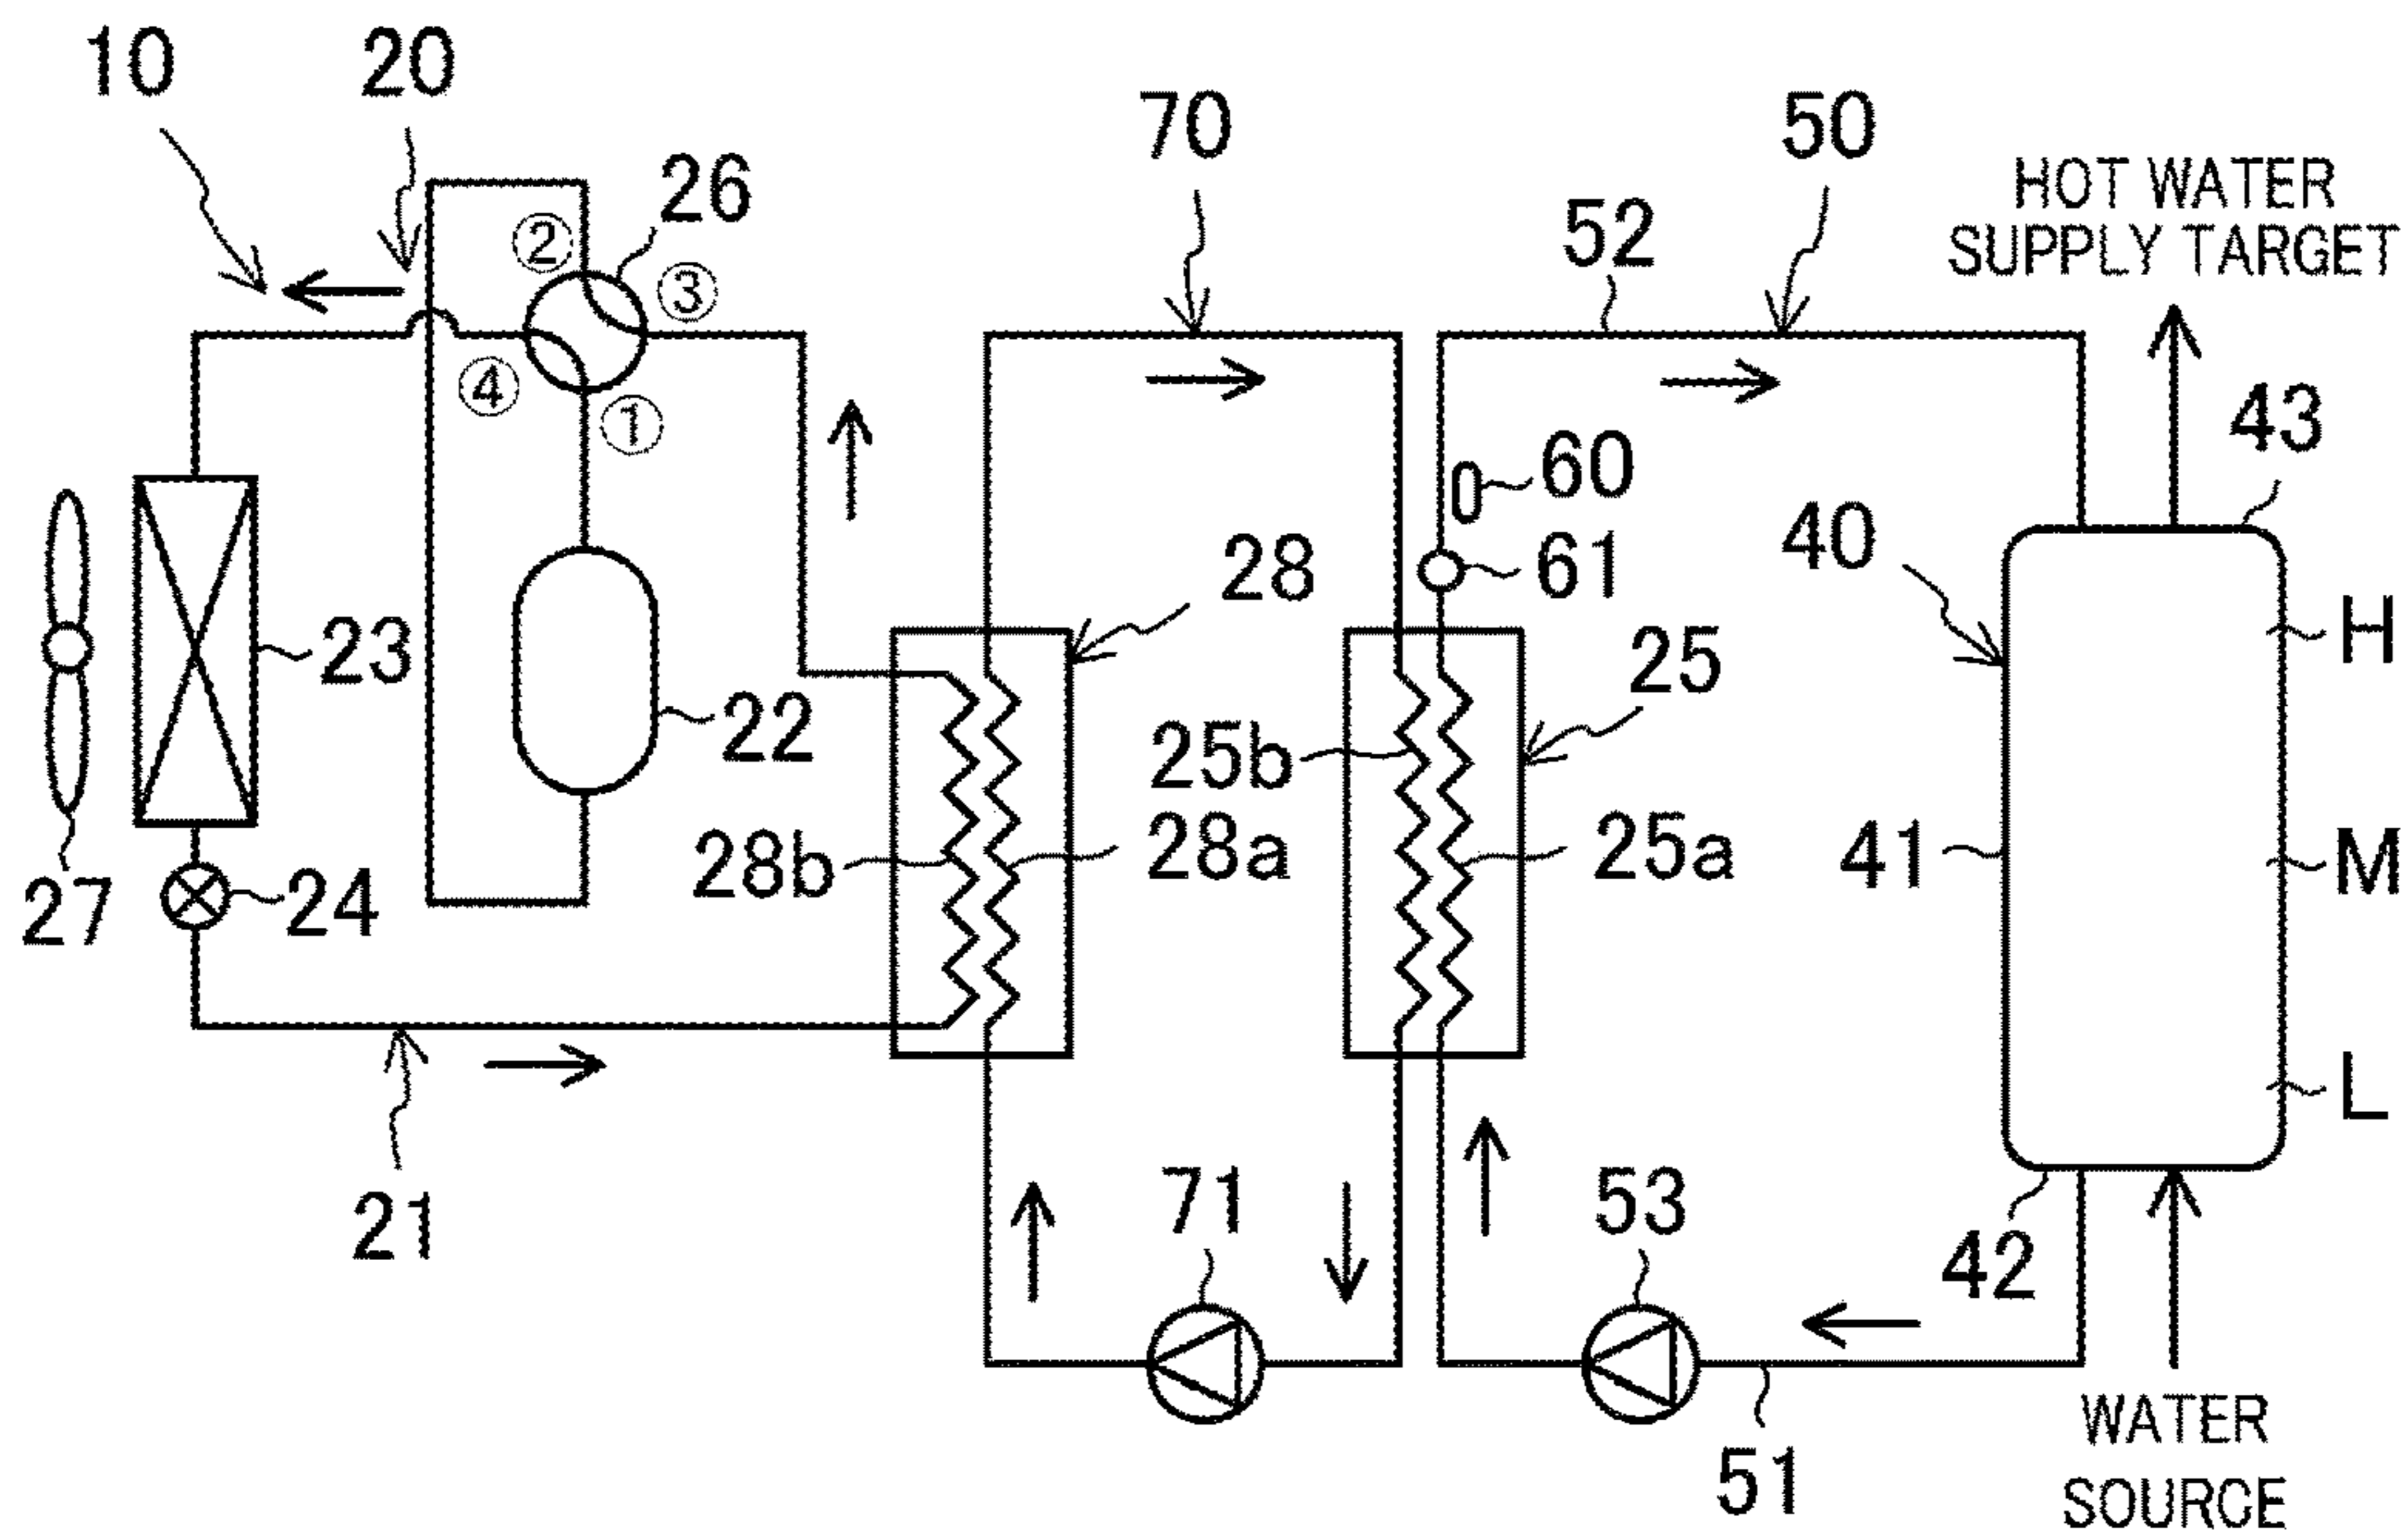 10
20
70
50
26
52
HOT WATER
SUPPLY TARGET
②
③
④
①
43
60
40
61
28
H
23
25
22
25b
28b
28a
25a
41
M
27
24
L
21
71
53
42
51
WATER
SOURCE